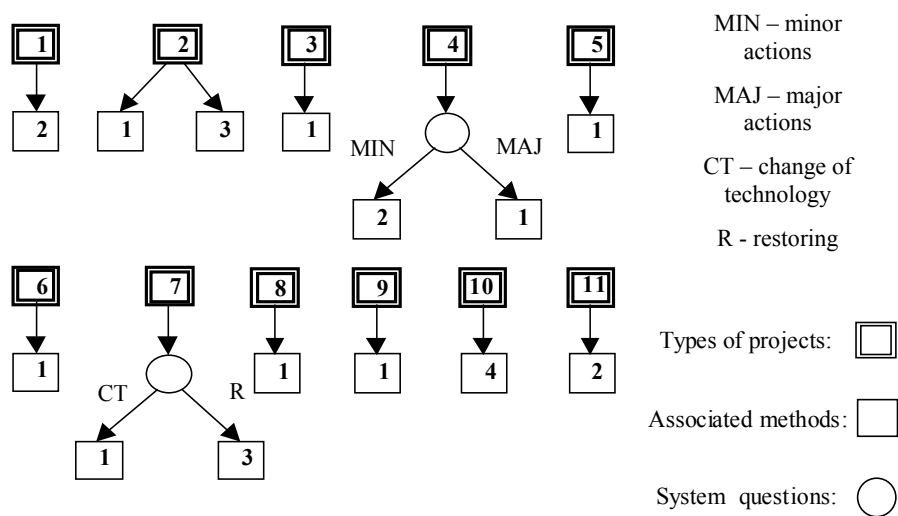 1
2
3
4
5
2
1
3
1
MIN
MAJ
2
1
1
MIN – minor
actions
MAJ – major
actions
CT – change of
technology
R - restoring
6
7
8
9
10
11
1
CT
R
1
3
1
1
4
2
Types of projects:
Associated methods:
System questions: